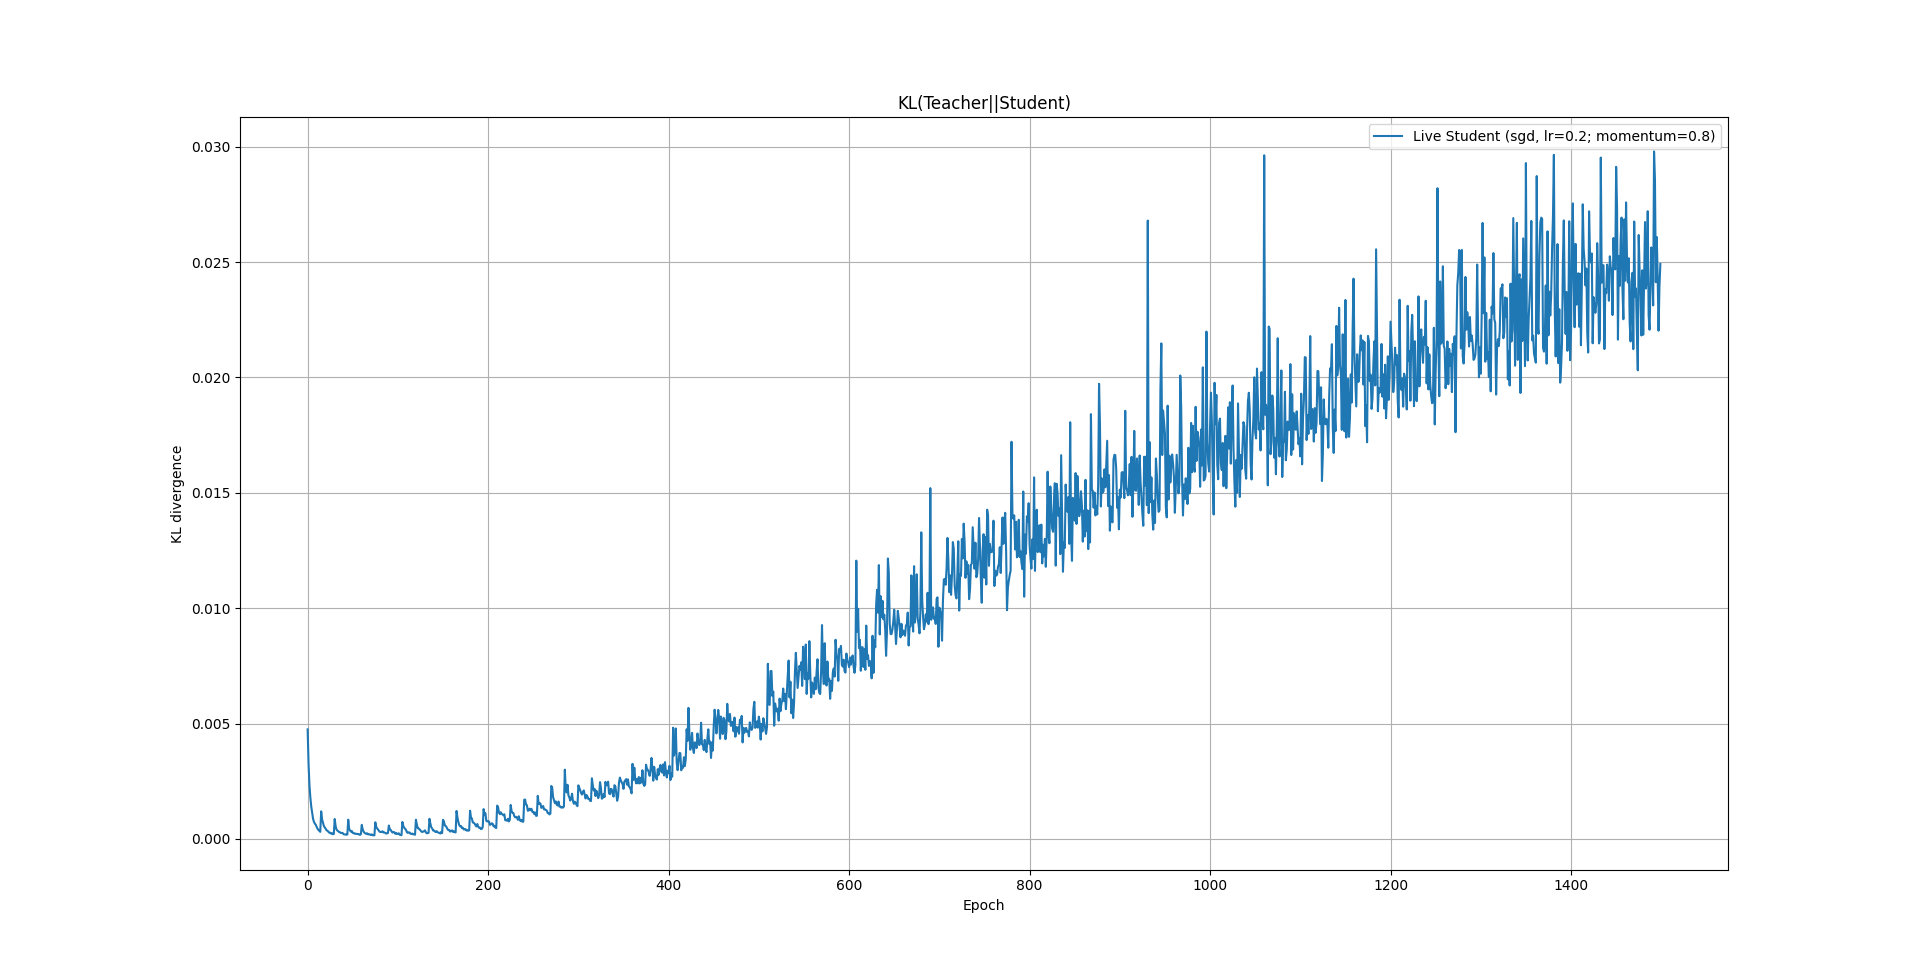 KL(Teacher||Student)
Live Student (sgd, lr=0.2; momentum=0.8)
KL divergence
0.030
0.025
0.020
0.015
0.010
0.005
0.000
0 200 400 600 800 1000 1200 1400
Epoch